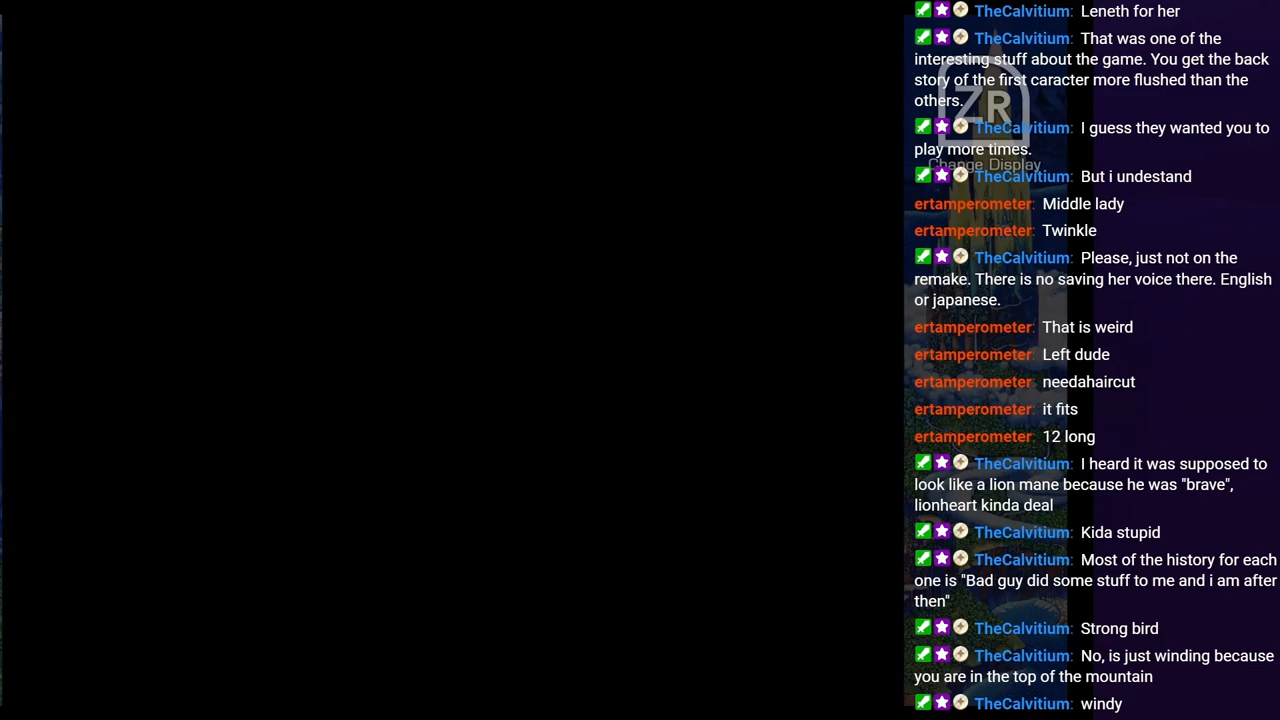 TheCalvitium: Leneth for her
TheCalvitium: That was one of the
interesting stuff about the game. You get the back
story of the first caracter more flushed than the
others.
ZR
TheCalvitium: I guess they wanted you to
play more times.
Change Display
TheCalvitium: But i undestand
ertamperometer: Middle lady
ertamperometer: Twinkle
TheCalvitium: Please, just not on the
remake. There is no saving her voice there. English
or japanese.
ertamperometer: That is weird
ertamperometer: Left dude
ertamperometer: needahaircut
ertamperometer: it fits
ertamperometer: 12 long
TheCalvitium: I heard it was supposed to
look like a lion mane because he was "brave",
lionheart kinda deal
TheCalvitium: Kida stupid
TheCalvitium: Most of the history for each
one is "Bad guy did some stuff to me and i am after
then"
TheCalvitium: Strong bird
TheCalvitium: No, is just winding because
you are in the top of the mountain
TheCalvitium: windy